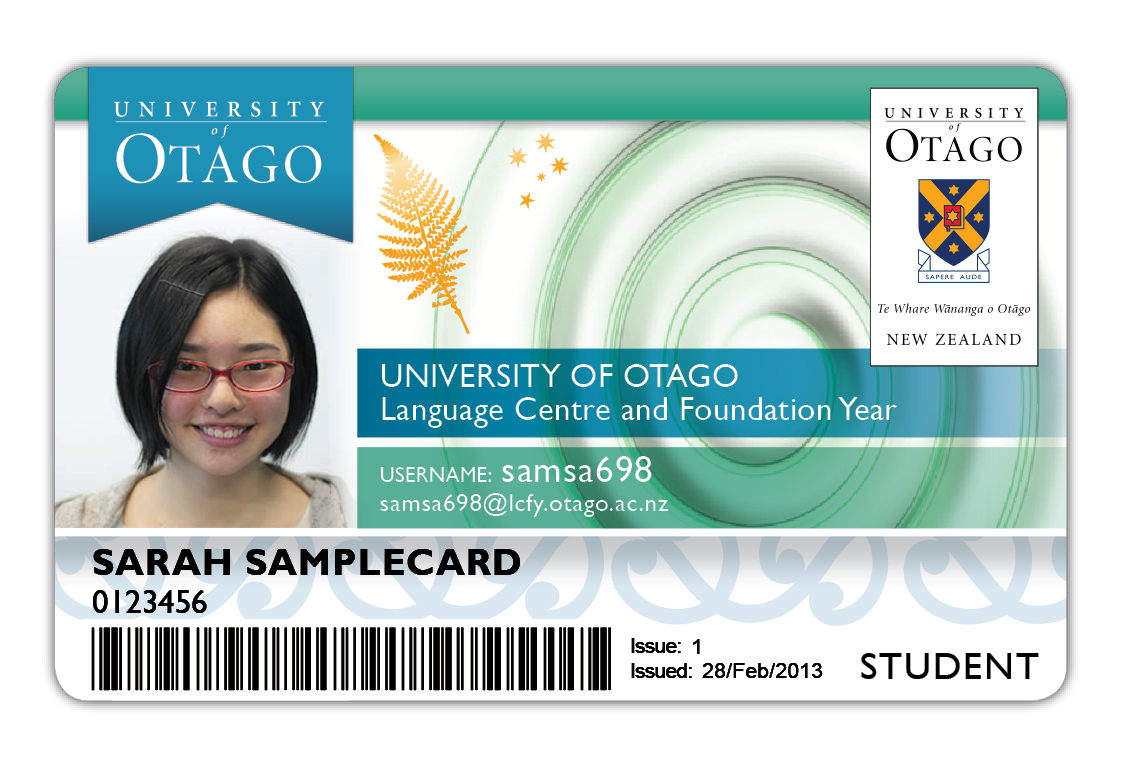 UNIVERSITY
of
OTAGO
UNIVERSITY
of
OTAGO
SAPERE AUDE
Te Whare Wānanga o Otāgo
NEW ZEALAND
UNIVERSITY OF OTAGO
Language Centre and Foundation Year
USERNAME: samsa698
samsa698@lcfy.otago.ac.nz
SARAH SAMPLECARD
0123456
Issue: 1
Issued: 28/Feb/2013
STUDENT